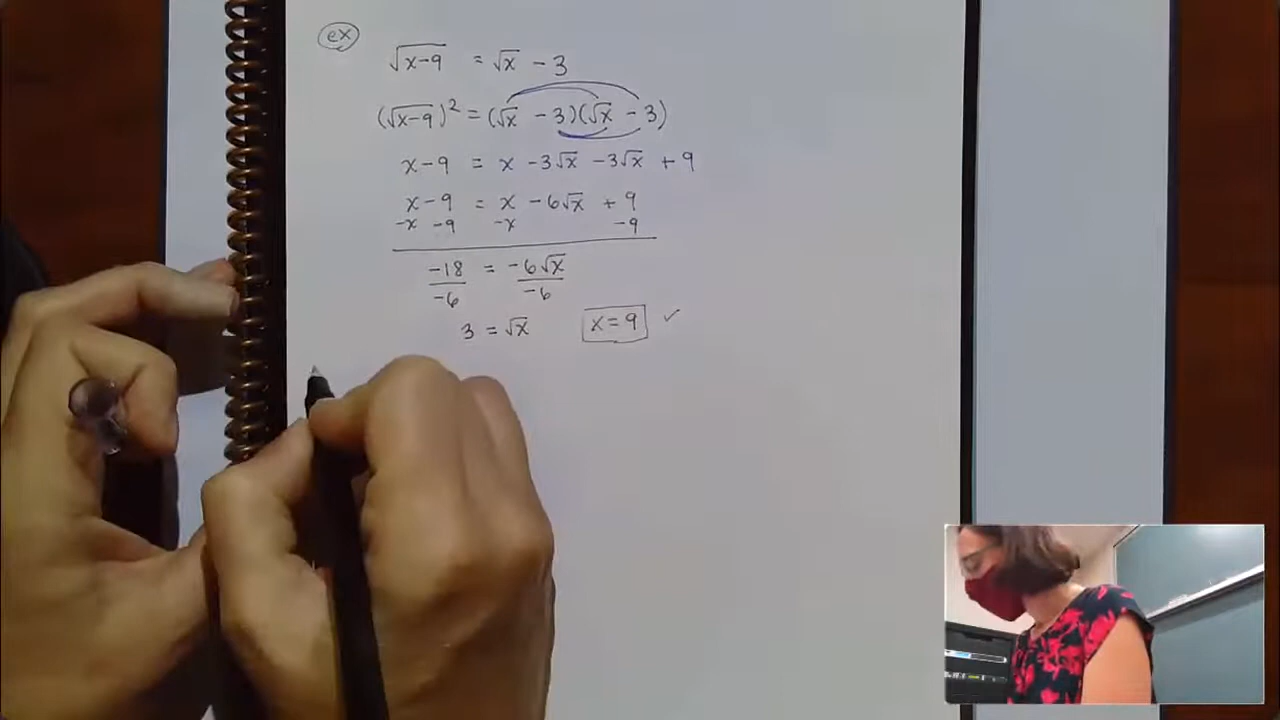 ex
√x-9 = √x - 3
(√x-9)² = (√x - 3)(√x - 3)
x-9 = x -3√x -3√x + 9
x-9 = x - 6√x + 9
-x -9 -x -9
-18 = -6√x
-6 -6
3 = √x x = 9 ✓